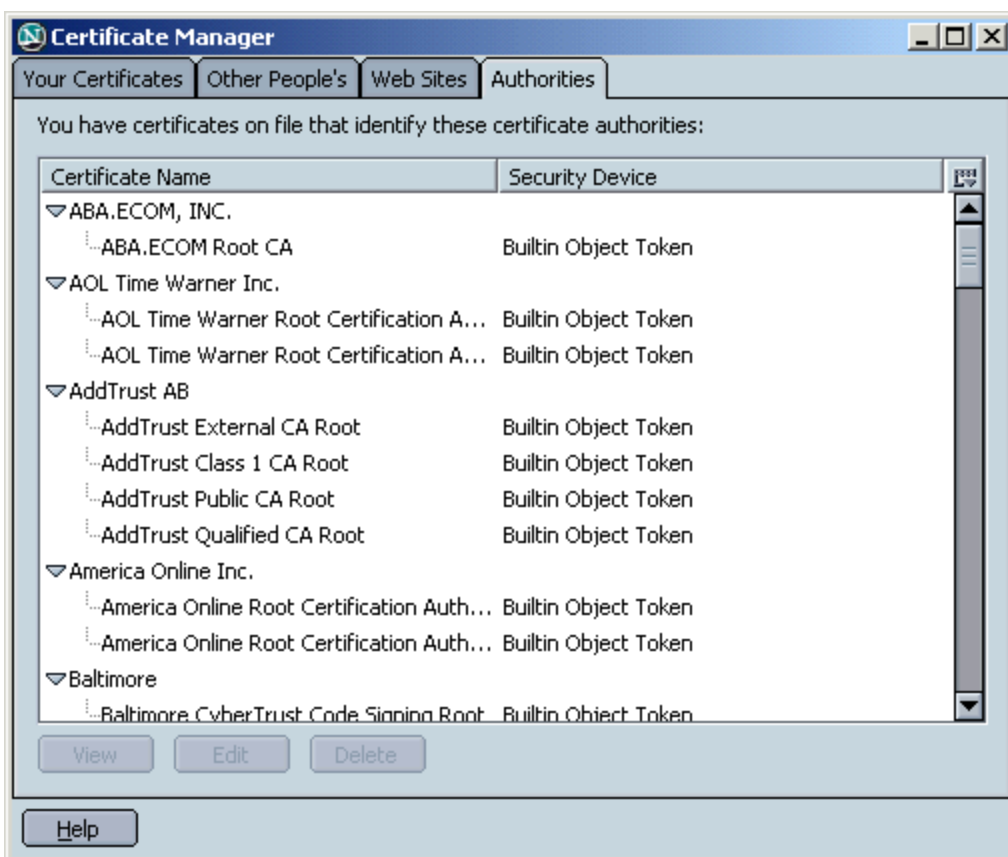 Certificate Manager
Your Certificates Other People's Web Sites Authorities
You have certificates on file that identify these certificate authorities:
Certificate Name Security Device
ABA.ECOM, INC.
ABA.ECOM Root CA Builtin Object Token
AOL Time Warner Inc.
AOL Time Warner Root Certification A... Builtin Object Token
AOL Time Warner Root Certification A... Builtin Object Token
AddTrust AB
AddTrust External CA Root Builtin Object Token
AddTrust Class 1 CA Root Builtin Object Token
AddTrust Public CA Root Builtin Object Token
AddTrust Qualified CA Root Builtin Object Token
America Online Inc.
America Online Root Certification Auth... Builtin Object Token
America Online Root Certification Auth... Builtin Object Token
Baltimore
Baltimore CyberTrust Code Signing Root Builtin Object Token
View Edit Delete
Help